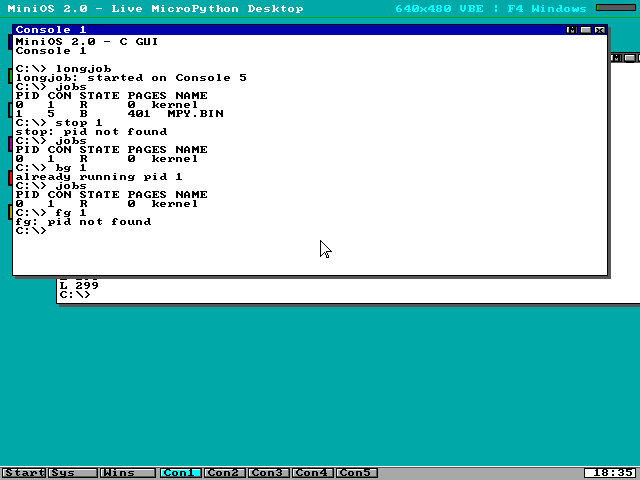 MiniOS 2.0 - Live MicroPython Desktop
640x480 VBE | F4 Windows
Console 1
MiniOS 2.0 - C GUI
Console 1
C:\> longjob
longjob: started on Console 5
C:\> jobs
PID CON STATE PAGES NAME
0 1 R 0 kernel
1 5 B 401 MPY.BIN
C:\> stop 1
stop: pid not found
C:\> jobs
PID CON STATE PAGES NAME
0 1 R 0 kernel
C:\> bg 1
already running pid 1
C:\> jobs
PID CON STATE PAGES NAME
0 1 R 0 kernel
C:\> fg 1
fg: pid not found
C:\>
L 299
C:\>
Start Sys Wins Con1 Con2 Con3 Con4 Con5 18:35